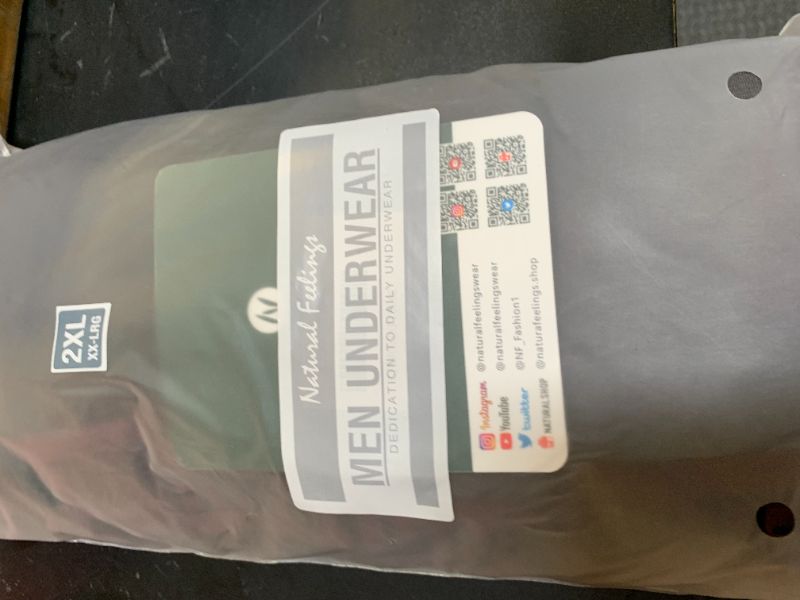 2XL
XX-LRG
N
Natural Feelings
MEN UNDERWEAR
DEDICATION TO DAILY UNDERWEAR
Instagram @naturalfeelingswear
YouTube @naturalfeelingswear
twitter @NF_Fashion1
NATURALSHOP @naturalfeelings.shop